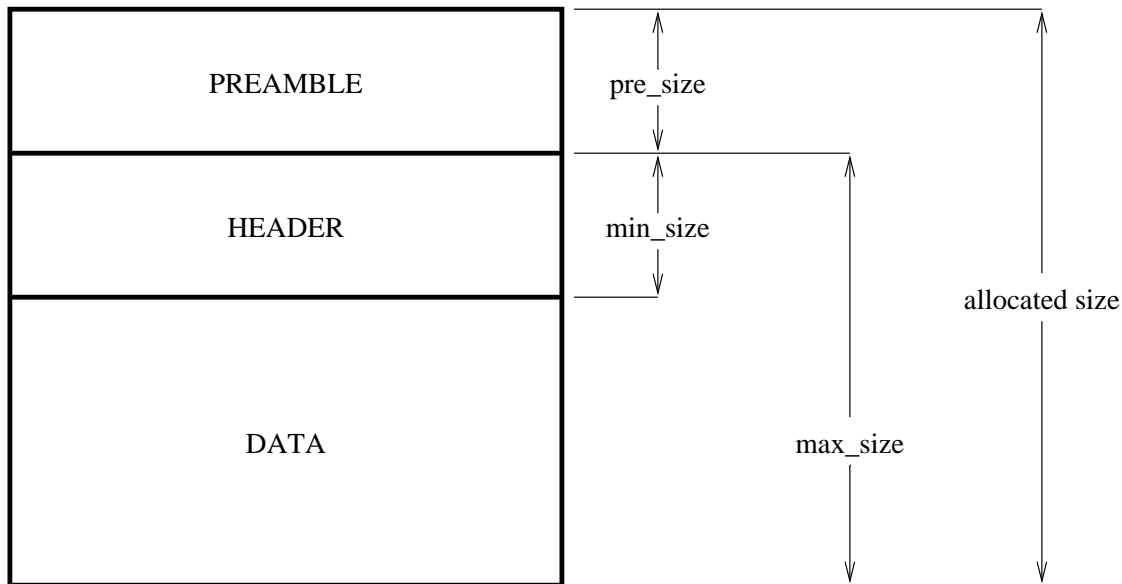 PREAMBLE
pre_size
HEADER
min_size
allocated size
DATA
max_size